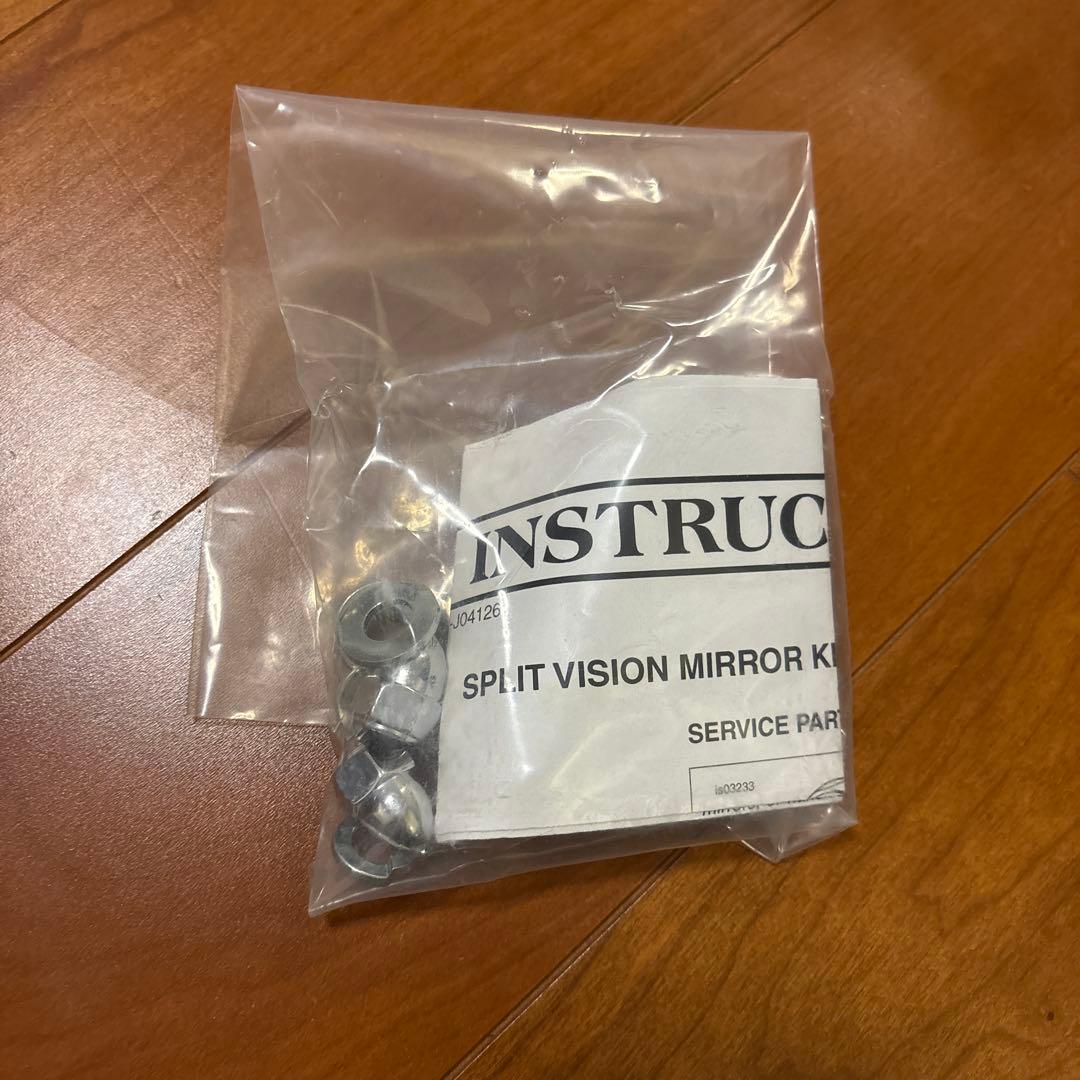 INSTRUC
-J04126
SPLIT VISION MIRROR KI
SERVICE PART
is03233